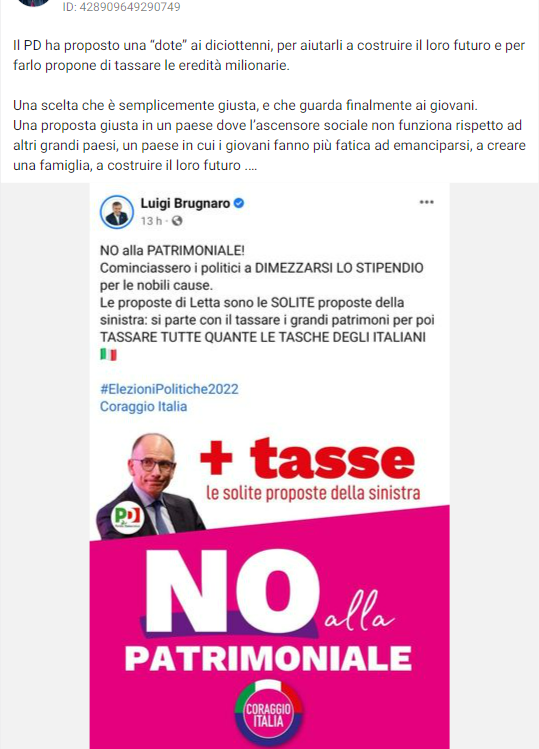 ID: 428909649290749
Il PD ha proposto una “dote” ai diciottenni, per aiutarli a costruire il loro futuro e per
farlo propone di tassare le eredità milionarie.
Una scelta che è semplicemente giusta, e che guarda finalmente ai giovani.
Una proposta giusta in un paese dove l’ascensore sociale non funziona rispetto ad
altri grandi paesi, un paese in cui i giovani fanno più fatica ad emanciparsi, a creare
una famiglia, a costruire il loro futuro ....
Luigi Brugnaro
13 h ·
NO alla PATRIMONIALE!
Cominciassero i politici a DIMEZZARSI LO STIPENDIO
per le nobili cause.
Le proposte di Letta sono le SOLITE proposte della
sinistra: si parte con il tassare i grandi patrimoni per poi
TASSARE TUTTE QUANTE LE TASCHE DEGLI ITALIANI
#ElezioniPolitiche2022
Coraggio Italia
+ tasse
le solite proposte della sinistra
PD
NO alla
PATRIMONIALE
CORAGGIO
ITALIA